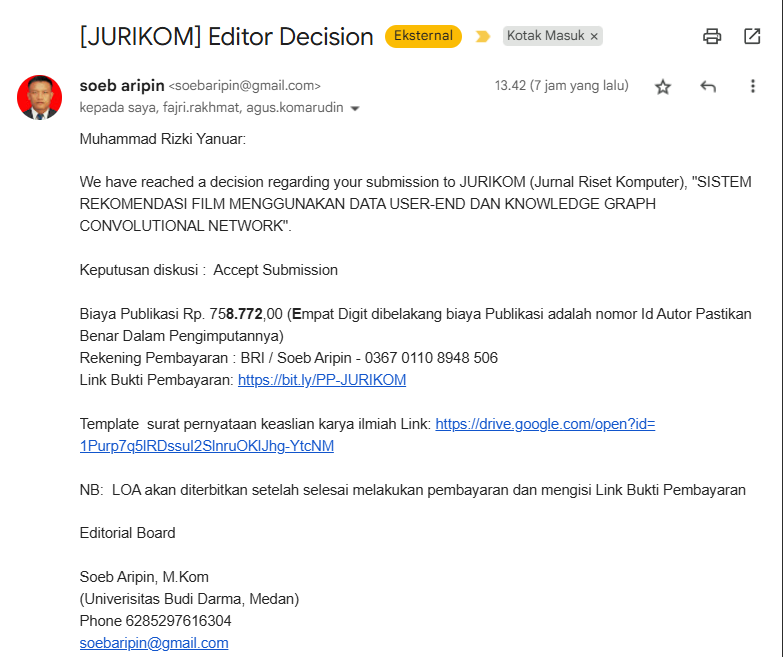 [JURIKOM] Editor Decision Eksternal Kotak Masuk ×
soeb aripin <soebaripin@gmail.com> 13.42 (7 jam yang lalu)
kepada saya, fajri.rakhmat, agus.komarudin
Muhammad Rizki Yanuar:
We have reached a decision regarding your submission to JURIKOM (Jurnal Riset Komputer), "SISTEM
REKOMENDASI FILM MENGGUNAKAN DATA USER-END DAN KNOWLEDGE GRAPH
CONVOLUTIONAL NETWORK".
Keputusan diskusi : Accept Submission
Biaya Publikasi Rp. 758.772,00 (Empat Digit dibelakang biaya Publikasi adalah nomor Id Autor Pastikan
Benar Dalam Pengimputannya)
Rekening Pembayaran : BRI / Soeb Aripin - 0367 0110 8948 506
Link Bukti Pembayaran: https://bit.ly/PP-JURIKOM
Template surat pernyataan keaslian karya ilmiah Link: https://drive.google.com/open?id=
1Purp7q5lRDssuI2SlnruOKlJhg-YtcNM
NB: LOA akan diterbitkan setelah selesai melakukan pembayaran dan mengisi Link Bukti Pembayaran
Editorial Board
Soeb Aripin, M.Kom
(Univerisitas Budi Darma, Medan)
Phone 6285297616304
soebaripin@gmail.com